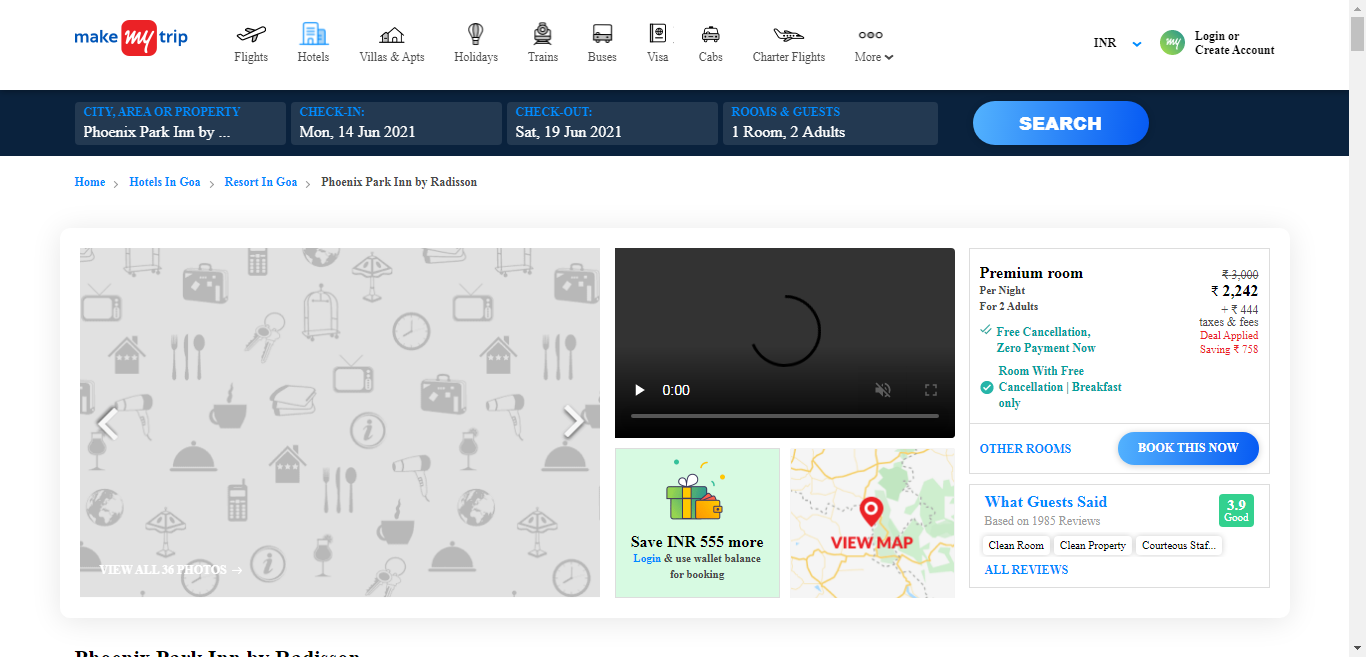 make my trip
Flights
Hotels
Villas & Apts
Holidays
Trains
Buses
Visa
Cabs
Charter Flights
More
INR
my
Login or
Create Account
CITY, AREA OR PROPERTY
Phoenix Park Inn by ...
CHECK-IN:
Mon, 14 Jun 2021
CHECK-OUT:
Sat, 19 Jun 2021
ROOMS & GUESTS
1 Room, 2 Adults
SEARCH
Home > Hotels In Goa > Resort In Goa > Phoenix Park Inn by Radisson
VIEW ALL 36 PHOTOS →
0:00
Save INR 555 more
Login & use wallet balance
for booking
VIEW MAP
Premium room
Per Night
For 2 Adults
₹ 3,000
₹ 2,242
+ ₹ 444
taxes & fees
Deal Applied
Saving ₹ 758
Free Cancellation,
Zero Payment Now
Room With Free
Cancellation | Breakfast
only
OTHER ROOMS
BOOK THIS NOW
What Guests Said
Based on 1985 Reviews
3.9
Good
Clean Room
Clean Property
Courteous Staf...
ALL REVIEWS
Phoenix Park Inn by Radisson